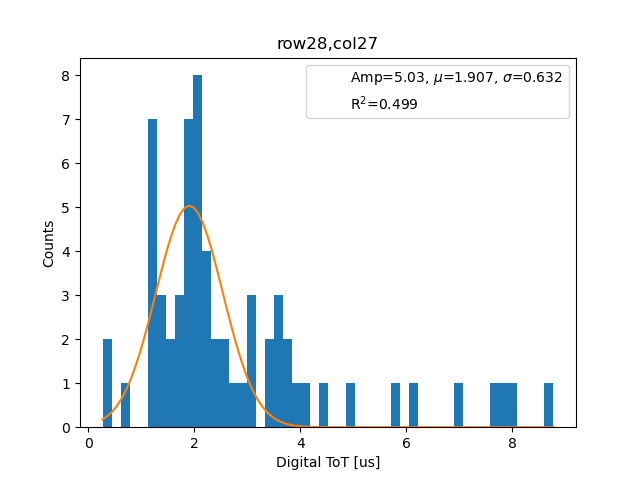 row28,col27
Amp=5.03, μ=1.907, σ=0.632
R²=0.499
Counts
8
7
6
5
4
3
2
1
0
0 2 4 6 8
Digital ToT [us]